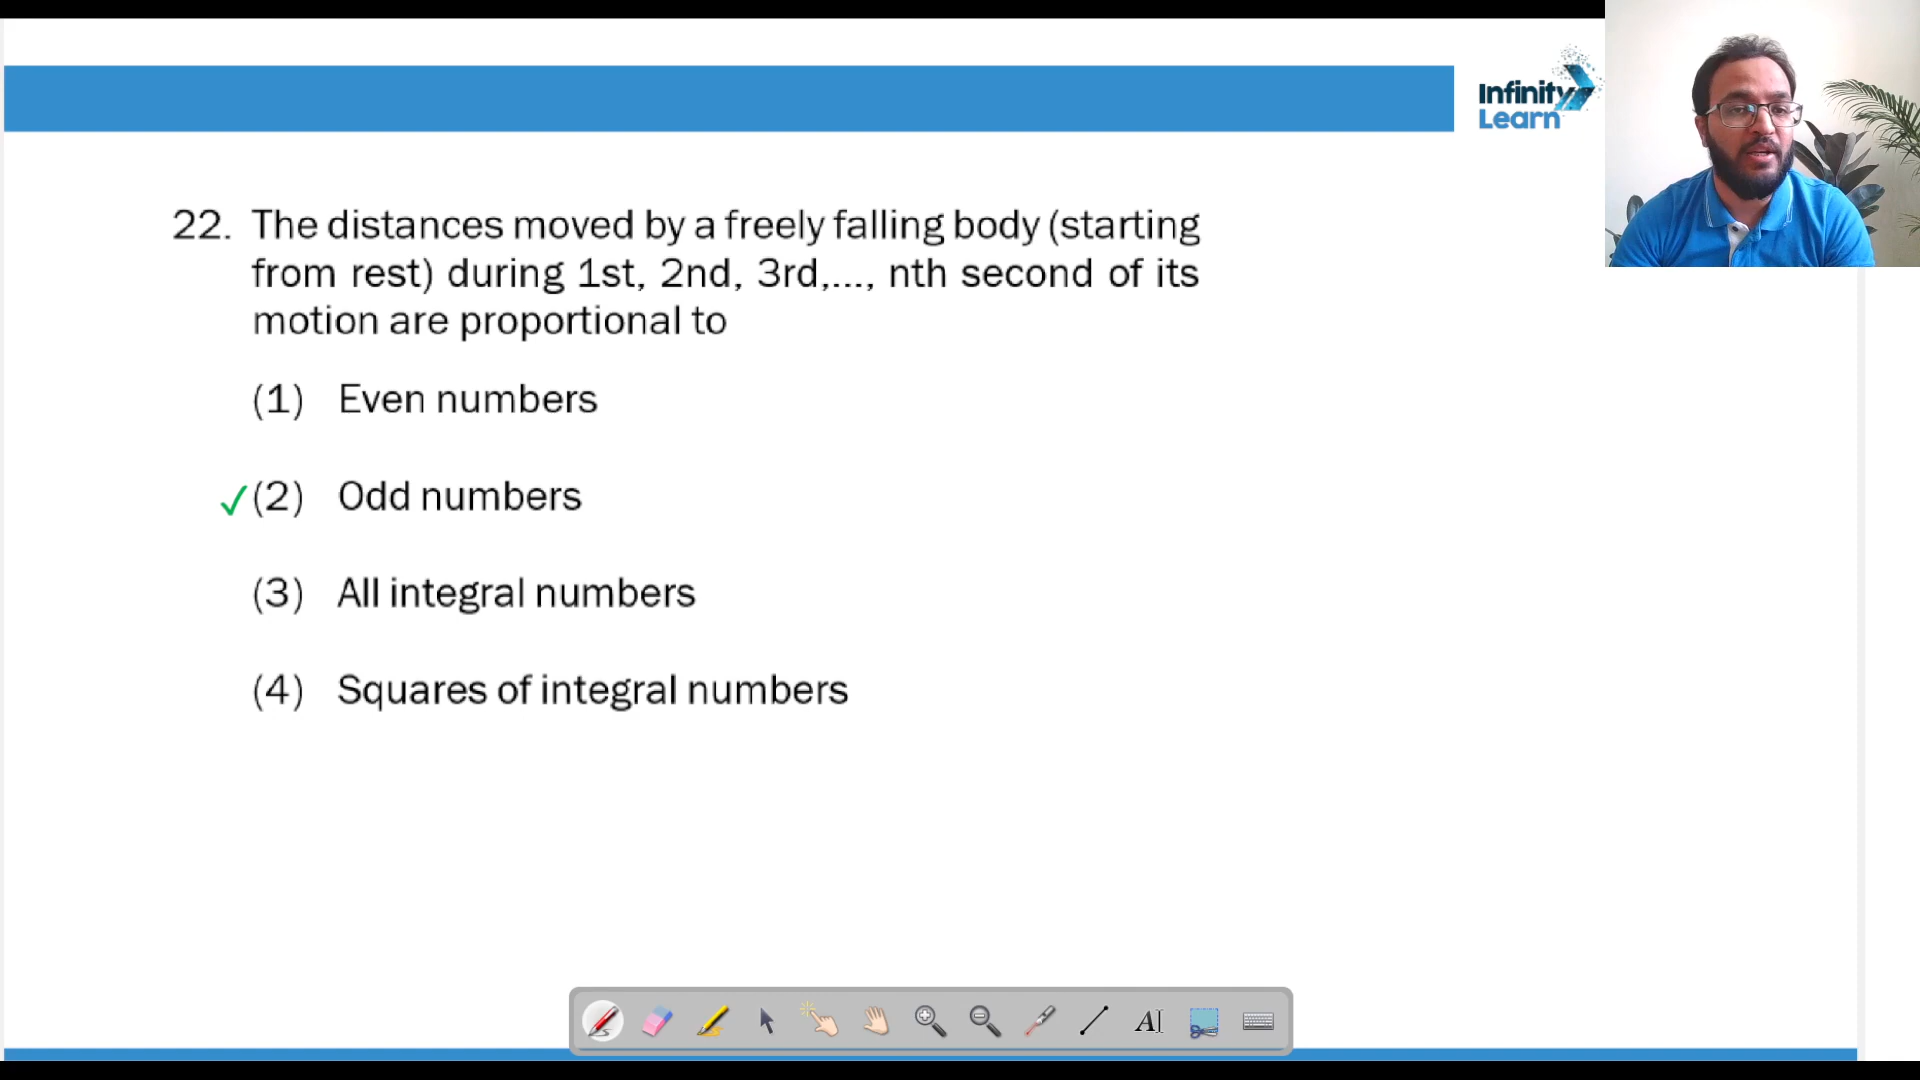 Infinity
Learn
22. The distances moved by a freely falling body (starting
from rest) during 1st, 2nd, 3rd,..., nth second of its
motion are proportional to
(1) Even numbers
✓(2) Odd numbers
(3) All integral numbers
(4) Squares of integral numbers
A